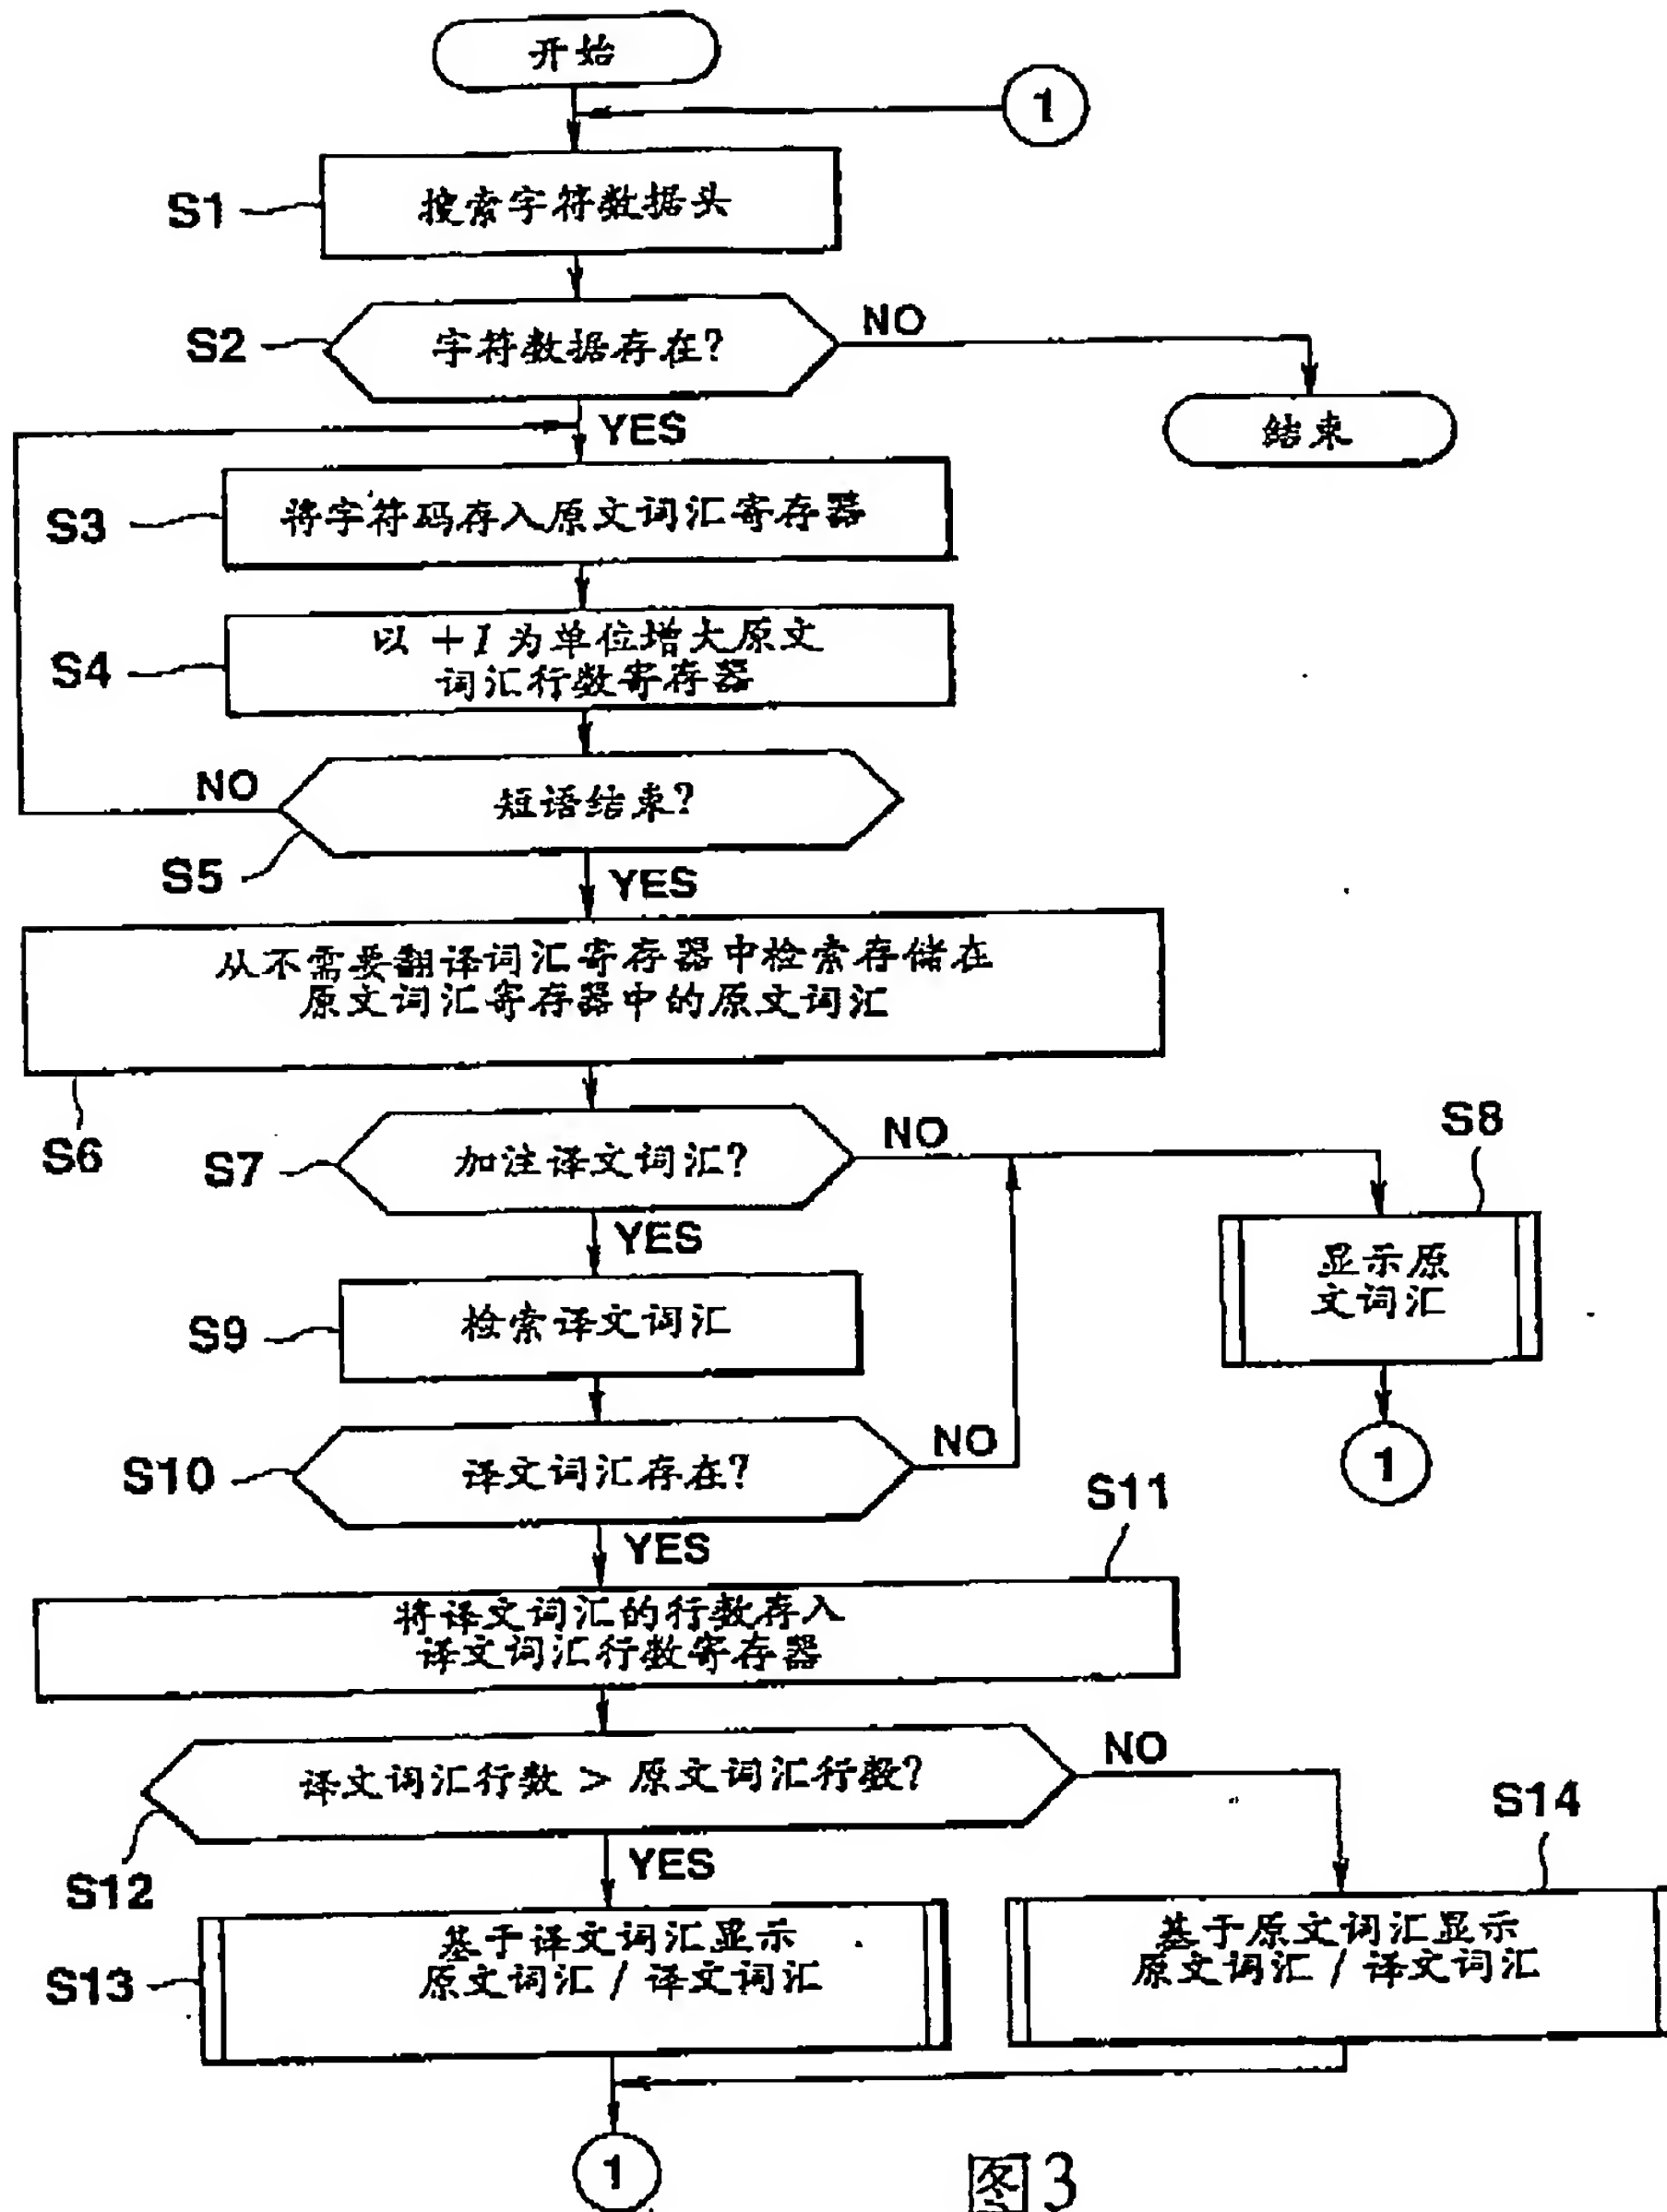 开始
1
S1
搜索字符数据头
S2
字符数据存在?
NO
YES
结束
S3
将字符码存入原文词汇寄存器
S4
以 +1 为单位增大原文
词汇行数寄存器
NO
短语结束?
S5
YES
从不需要翻译词汇寄存器中检索存储在
原文词汇寄存器中的原文词汇
S6
S7
加注译文词汇?
NO
S8
YES
显示原
文词汇
S9
检索译文词汇
S10
译文词汇存在?
NO
1
S11
YES
将译文词汇的行数存入
译文词汇行数寄存器
译文词汇行数 > 原文词汇行数?
NO
S12
YES
S14
S13
基于译文词汇显示
原文词汇 / 译文词汇
基于原文词汇显示
原文词汇 / 译文词汇
1
图3